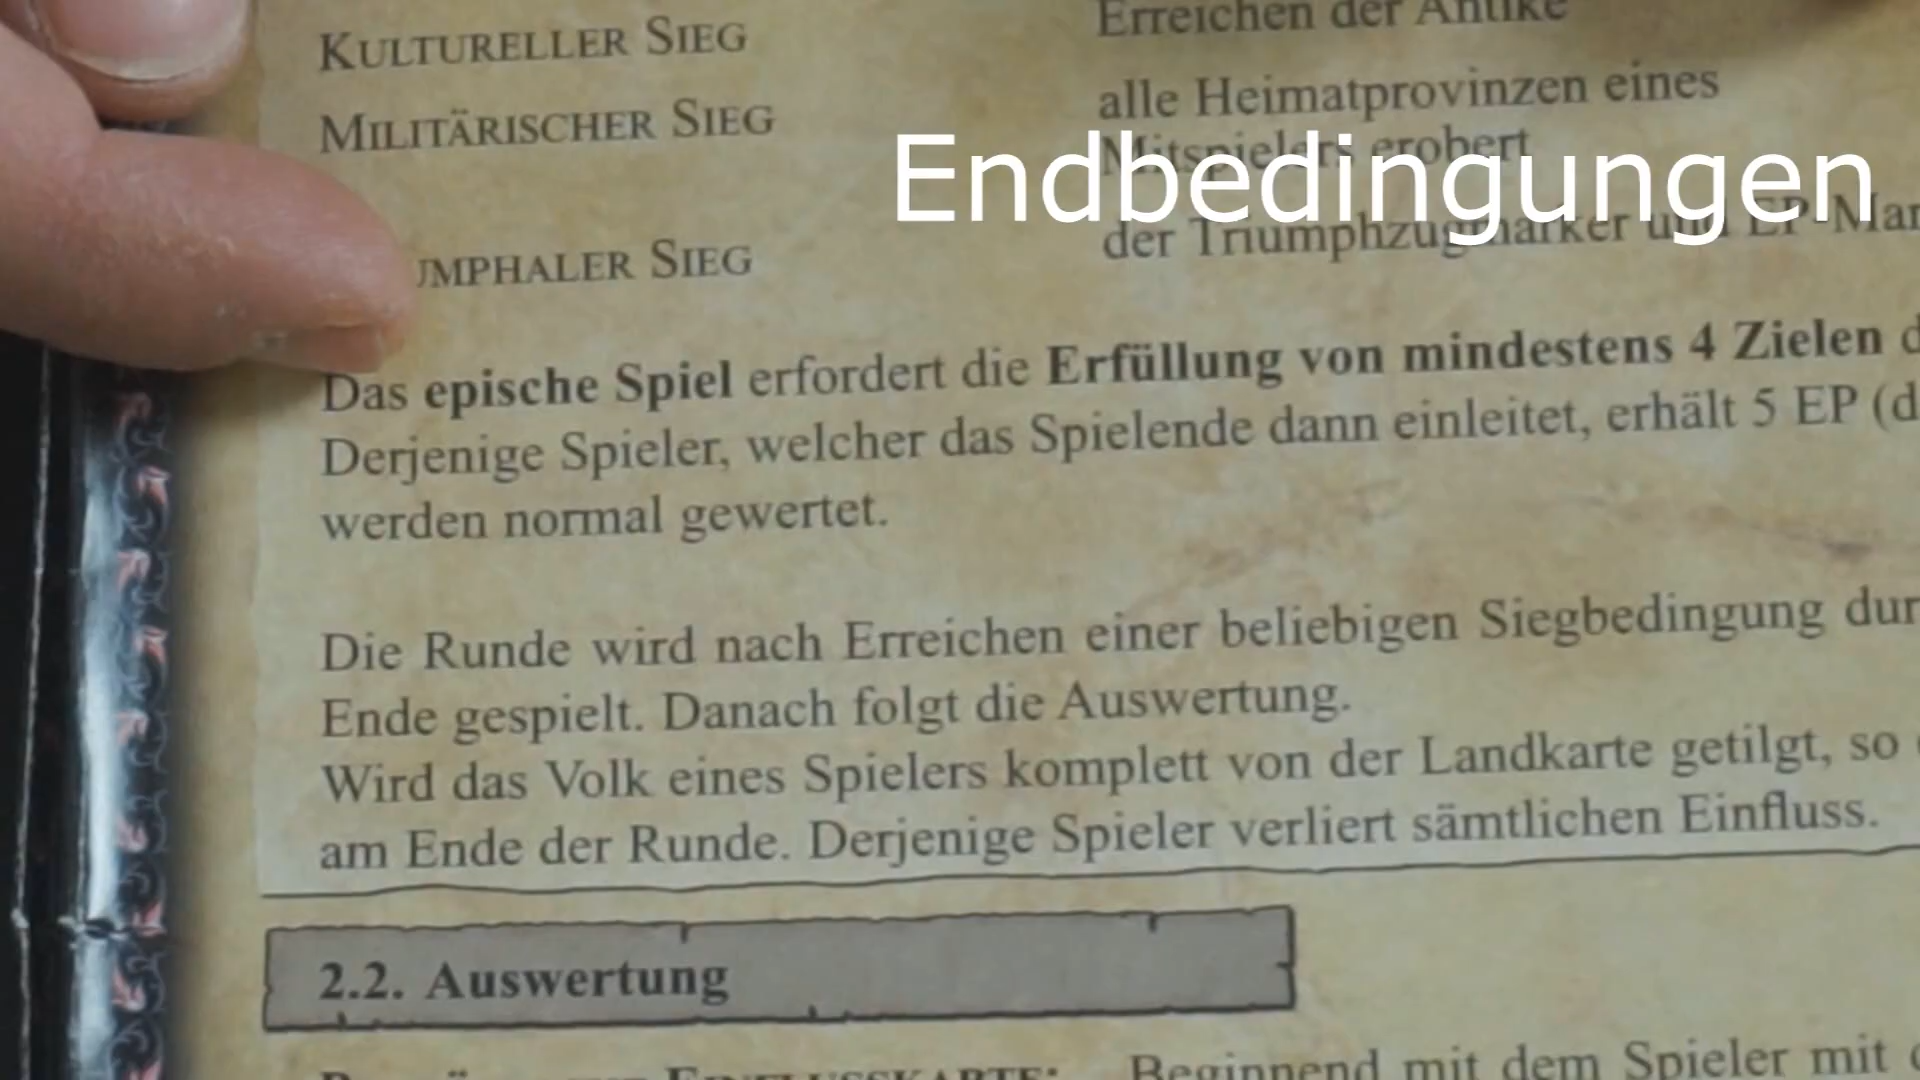 KULTURELLER SIEG
Erreichen der Antike
MILITÄRISCHER SIEG
alle Heimatprovinzen eines
Mitspielers erobert
Endbedingungen
UMPHALER SIEG
der Triumphzugmarker und EP-Mar
Das epische Spiel erfordert die Erfüllung von mindestens 4 Zielen d
Derjenige Spieler, welcher das Spielende dann einleitet, erhält 5 EP (d
werden normal gewertet.
Die Runde wird nach Erreichen einer beliebigen Siegbedingung dur
Ende gespielt. Danach folgt die Auswertung.
Wird das Volk eines Spielers komplett von der Landkarte getilgt, so
am Ende der Runde. Derjenige Spieler verliert sämtlichen Einfluss.
2.2. Auswertung
Beginnend mit dem Spieler mit